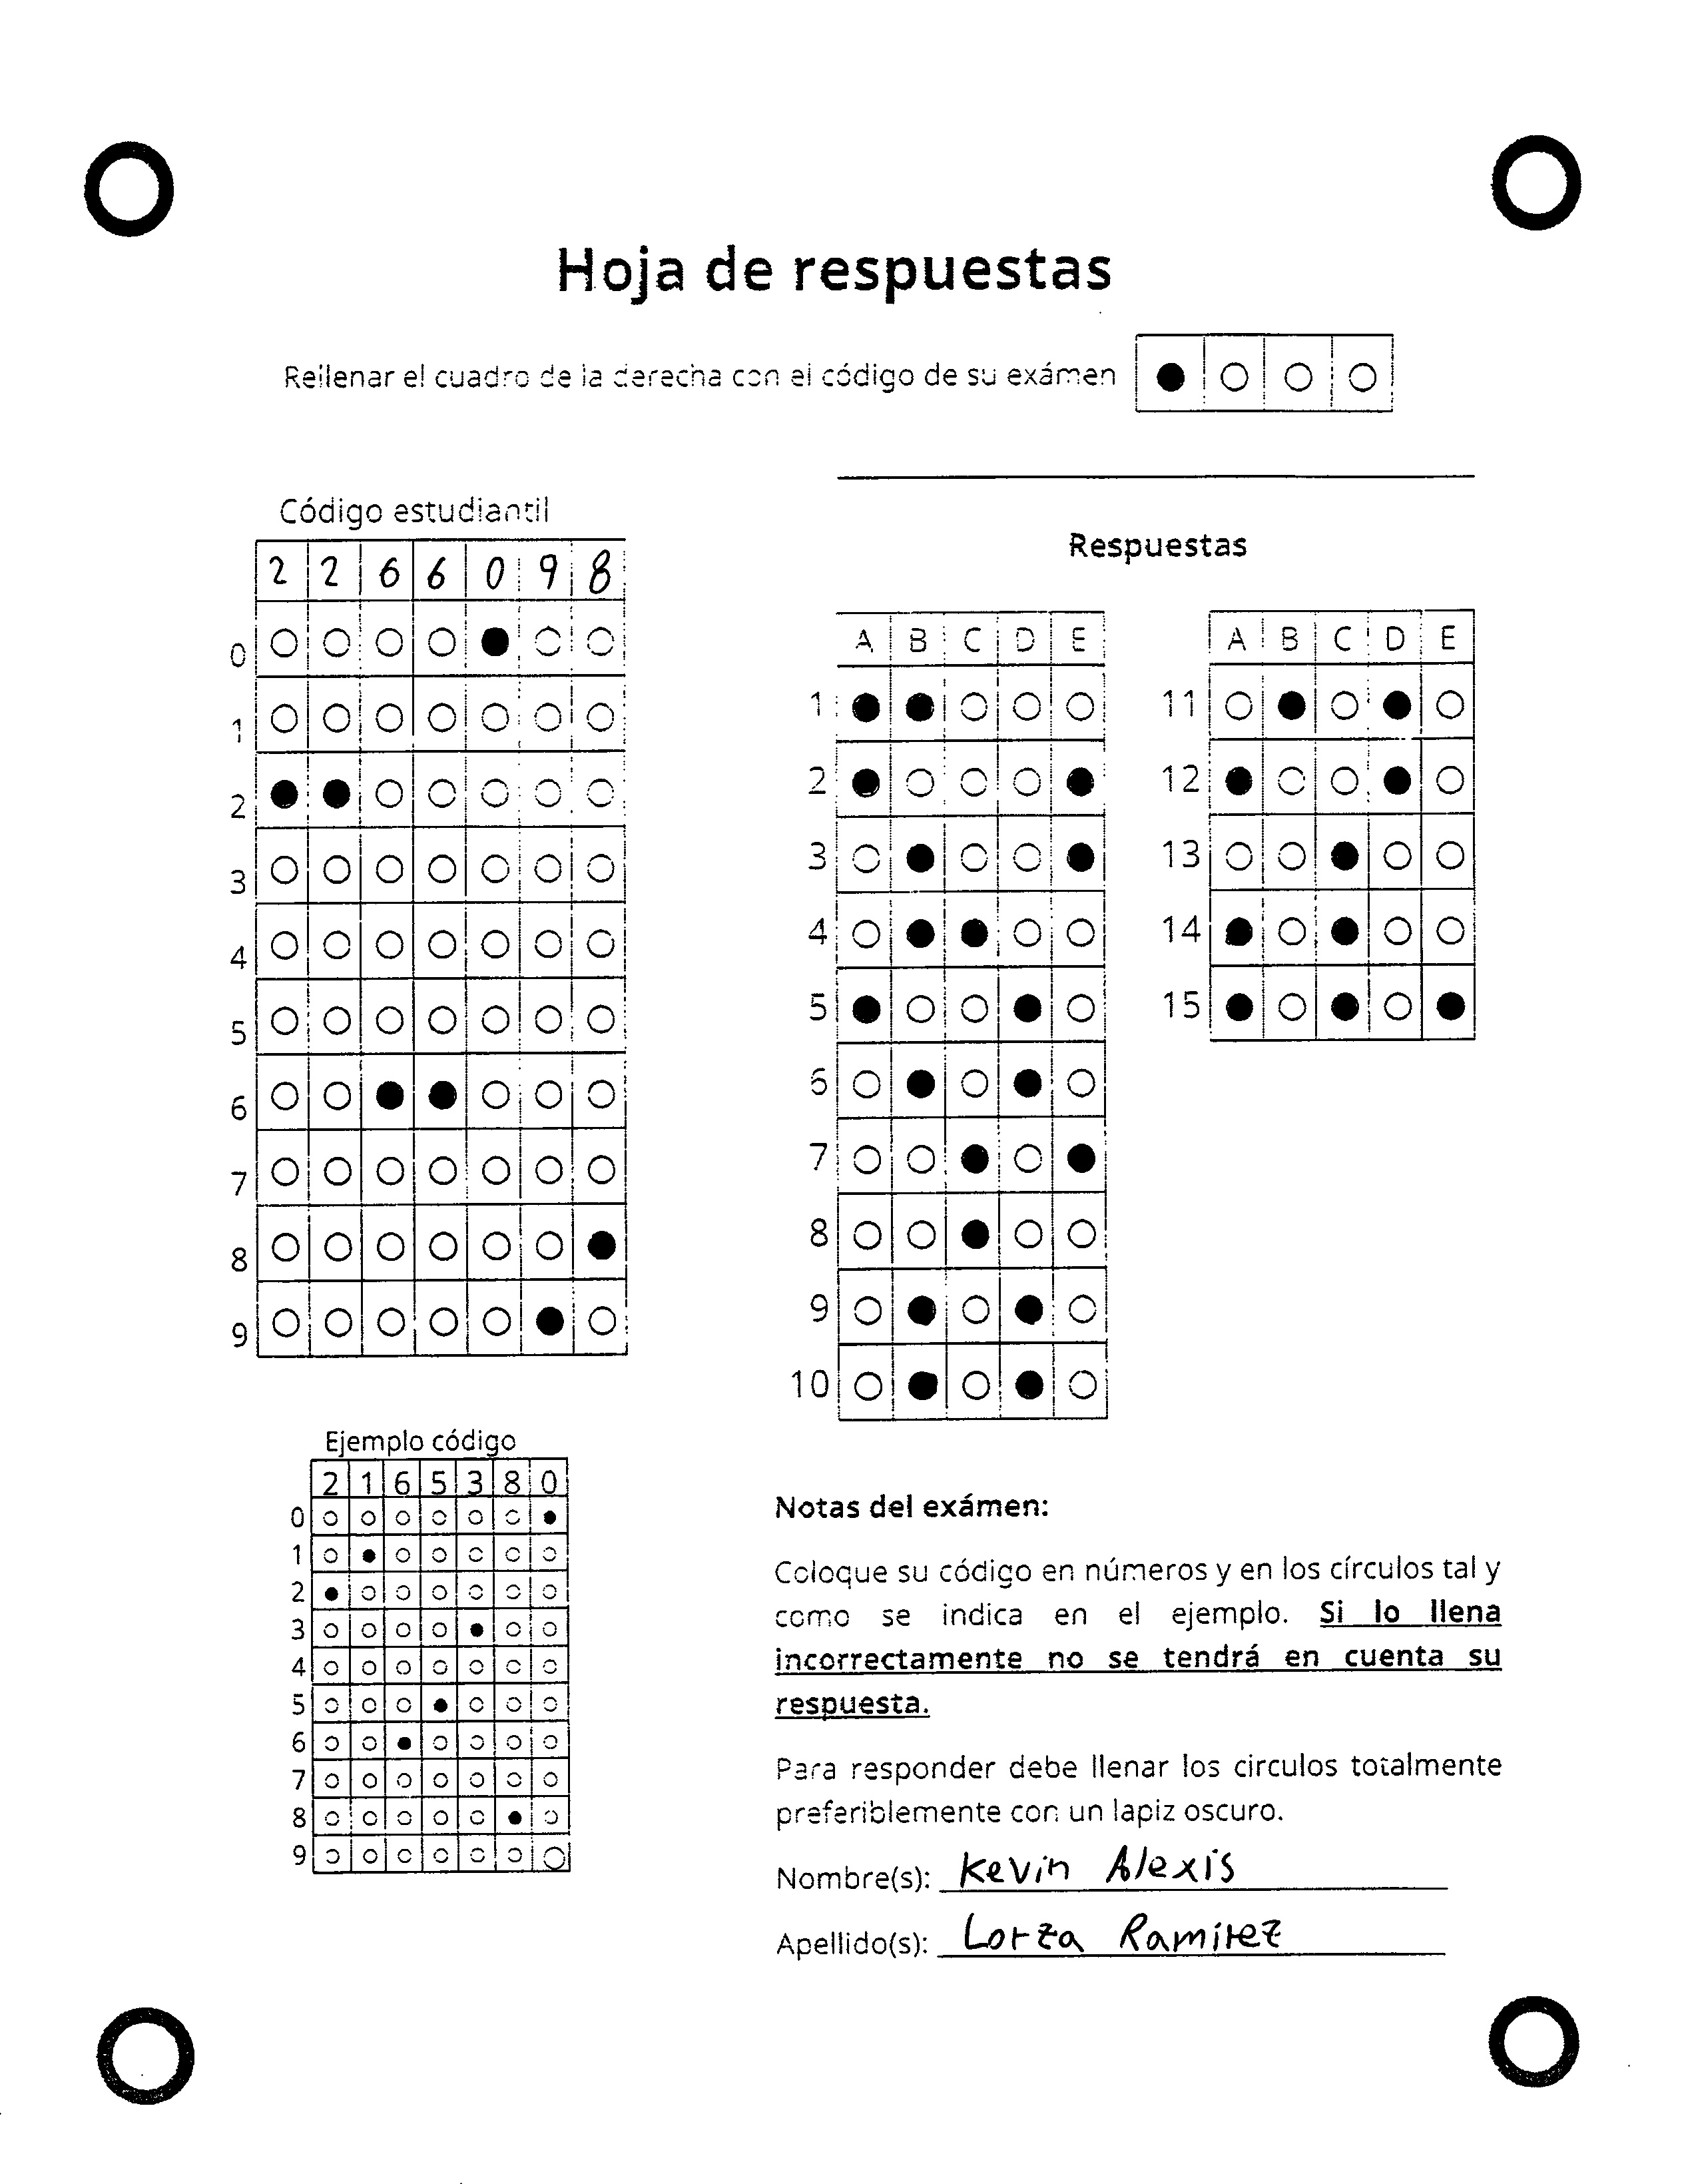 Hoja de respuestas
Rellenar el cuadro de la derecha con el código de su exámen
Código estudiantil
2 2 6 6 0 9 8
0
1
2
3
4
5
6
7
8
9
Respuestas
A B C D E
1
2
3
4
5
6
7
8
9
10
A B C D E
11
12
13
14
15
Ejemplo código
2 1 6 5 3 8 0
0
1
2
3
4
5
6
7
8
9
Notas del exámen:
Coloque su código en números y en los círculos tal y
como se indica en el ejemplo. Si lo llena
incorrectamente no se tendrá en cuenta su
respuesta.
Para responder debe llenar los circulos totalmente
preferiblemente con un lapiz oscuro.
Nombre(s): Kevin Alexis
Apellido(s): Lorza Ramirez